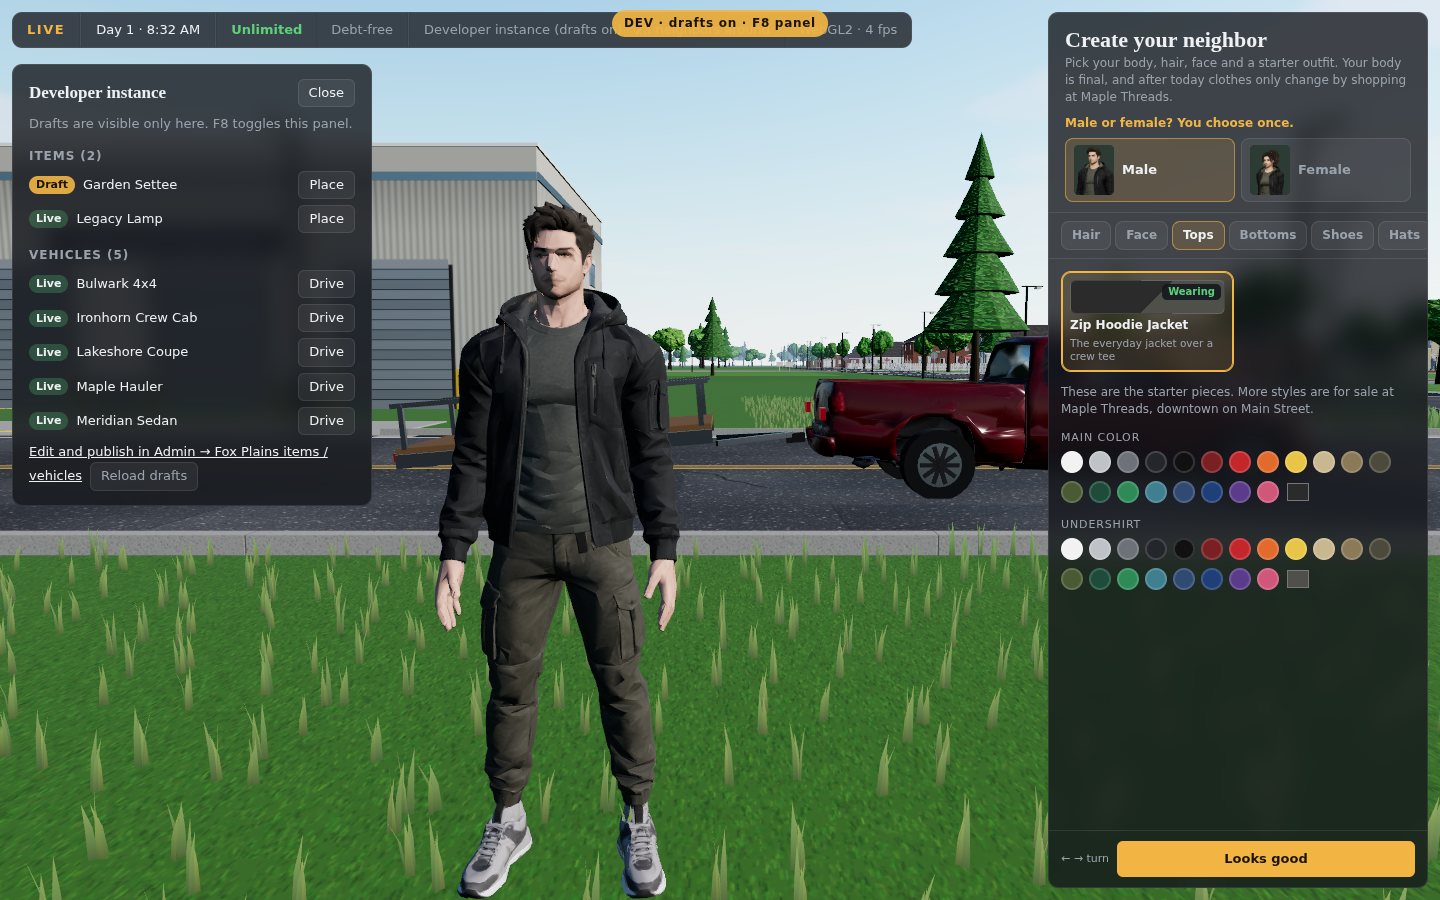 LIVE
Day 1 · 8:32 AM
Unlimited
Debt-free
Developer instance (drafts
GL2 · 4 fps
DEV · drafts on · F8 panel
Developer instance
Close
Drafts are visible only here. F8 toggles this panel.
ITEMS (2)
Draft Garden Settee Place
Live Legacy Lamp Place
VEHICLES (5)
Live Bulwark 4x4 Drive
Live Ironhorn Crew Cab Drive
Live Lakeshore Coupe Drive
Live Maple Hauler Drive
Live Meridian Sedan Drive
Edit and publish in Admin → Fox Plains items /
vehicles Reload drafts
Create your neighbor
Pick your body, hair, face and a starter outfit. Your body
is final, and after today clothes only change by shopping
at Maple Threads.
Male or female? You choose once.
Male Female
Hair Face Tops Bottoms Shoes Hats
Wearing
Zip Hoodie Jacket
The everyday jacket over a
crew tee
These are the starter pieces. More styles are for sale at
Maple Threads, downtown on Main Street.
MAIN COLOR
UNDERSHIRT
← → turn Looks good